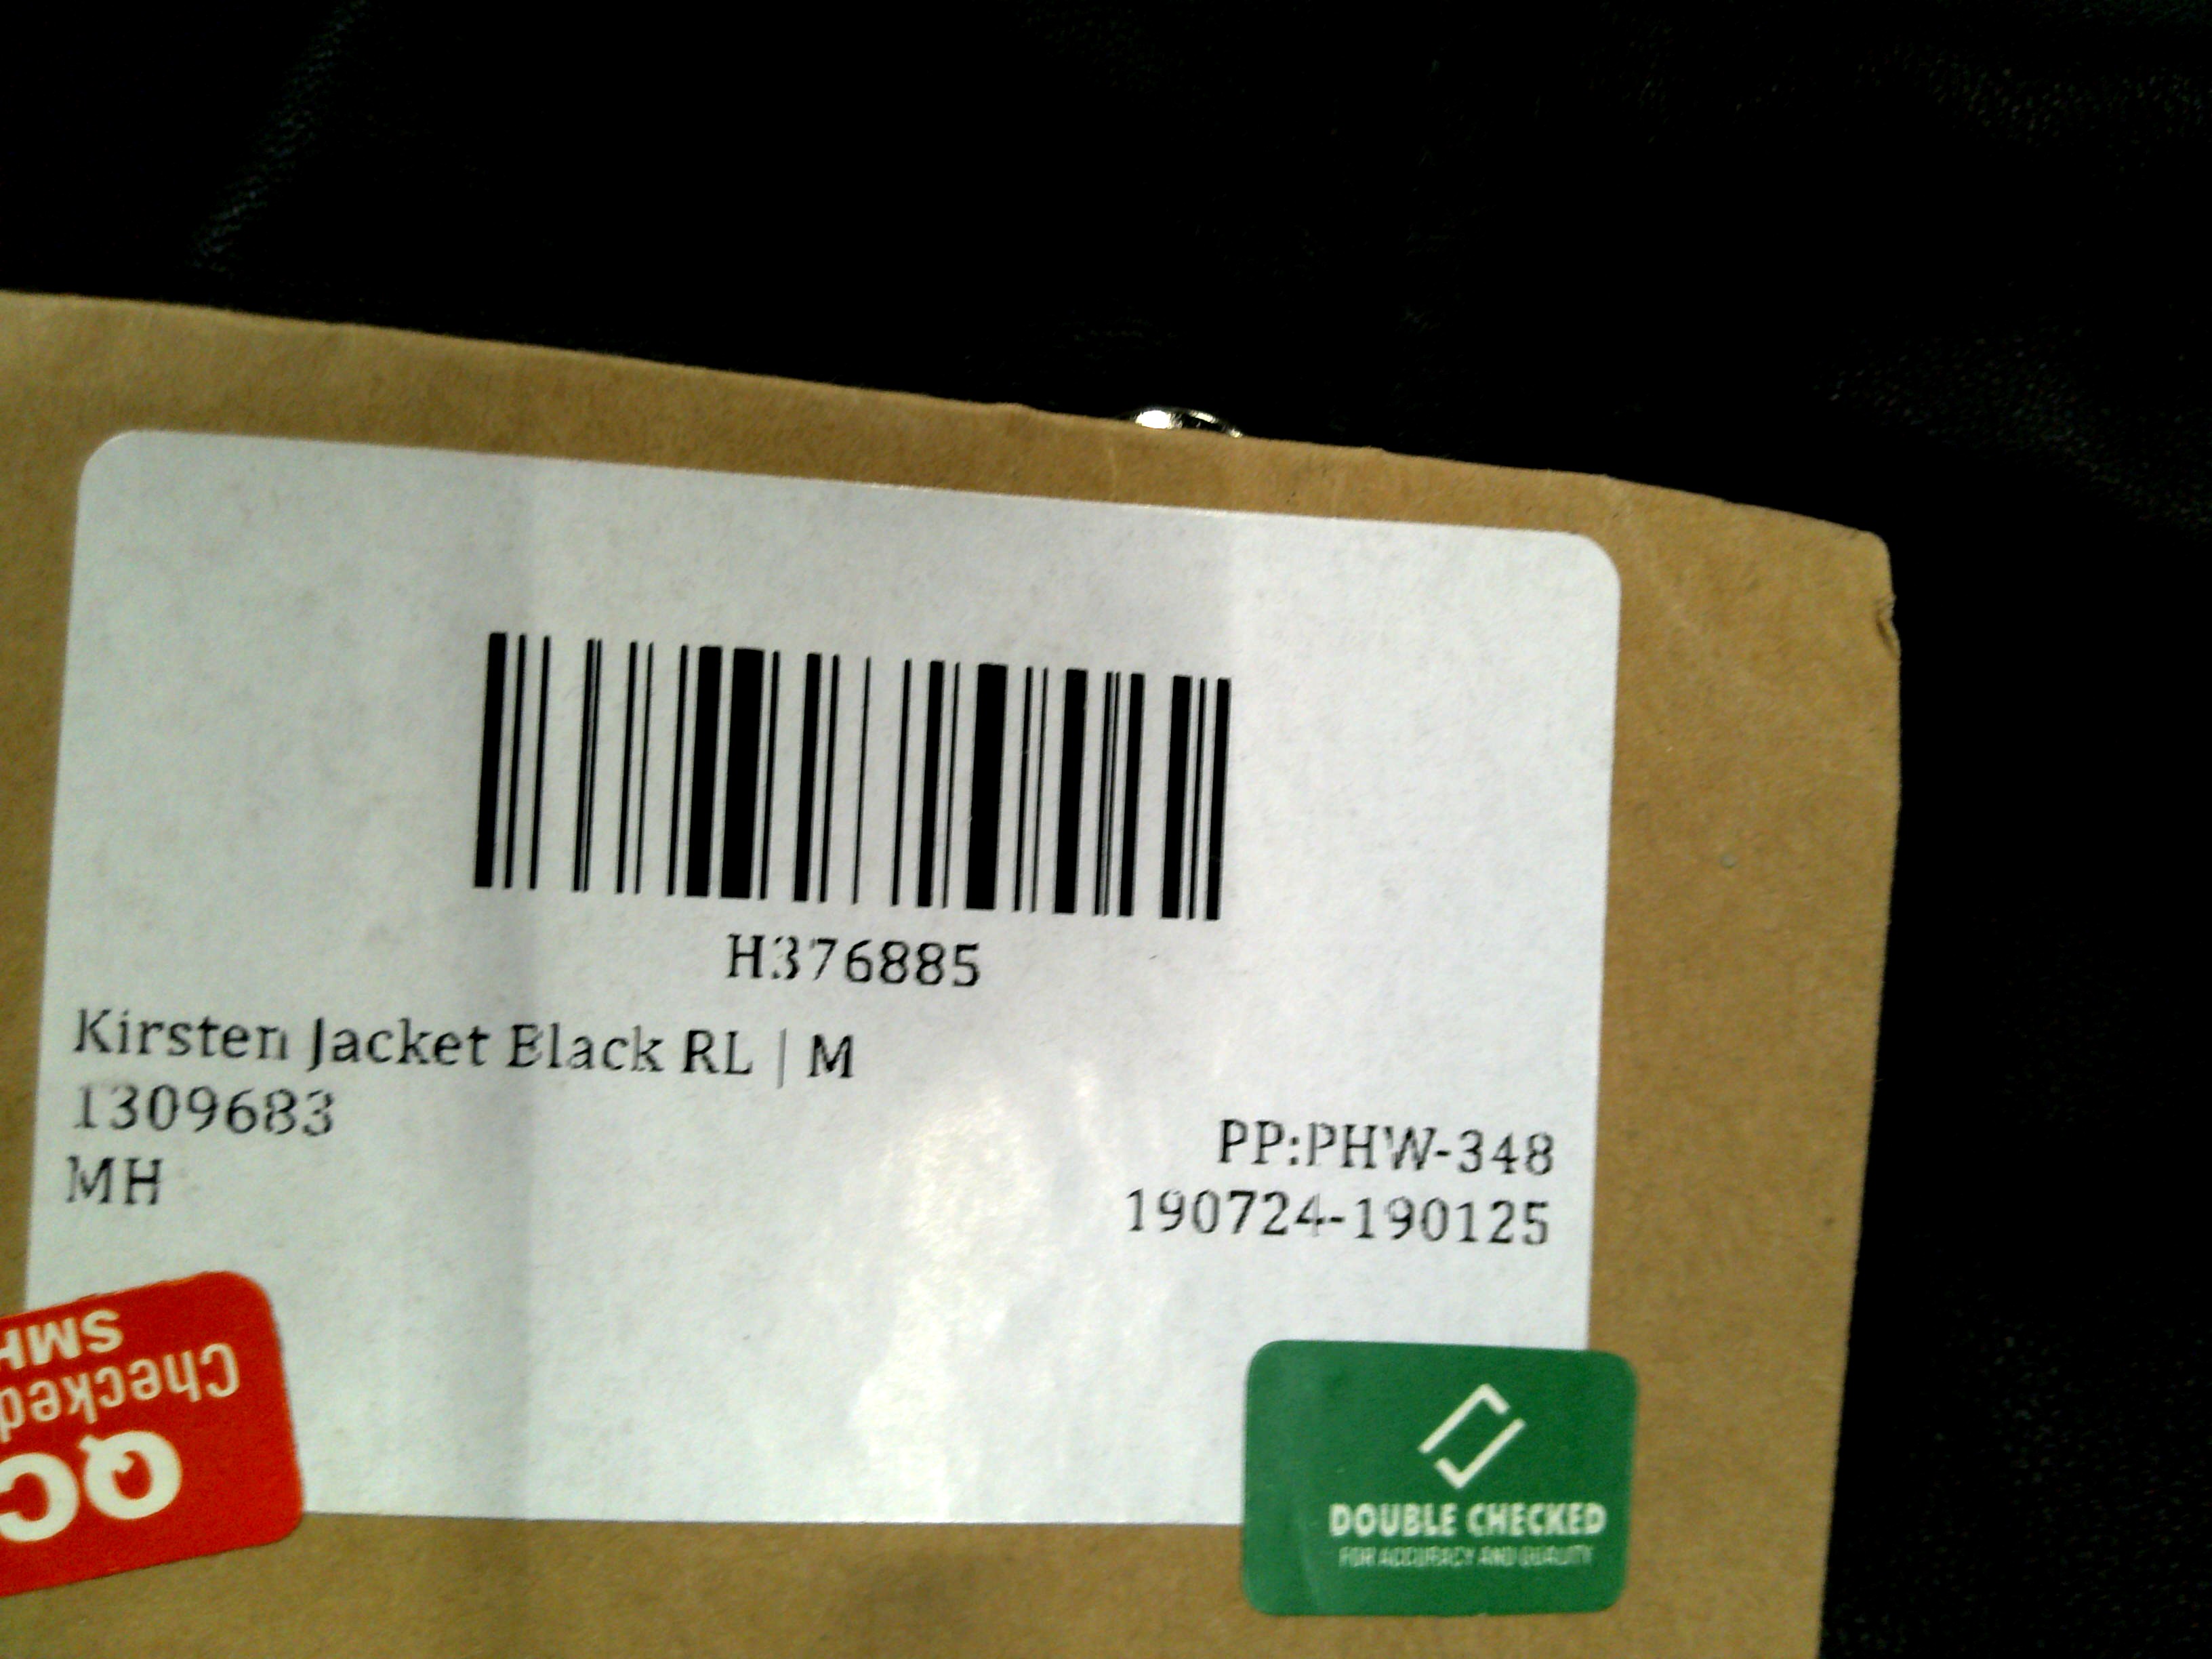 H376885
Kirsten Jacket Black RL | M
1309683
MH
PP:PHW-348
190724-190125
QC
Checked
SMH
DOUBLE CHECKED
FOR ACCURACY AND QUALITY